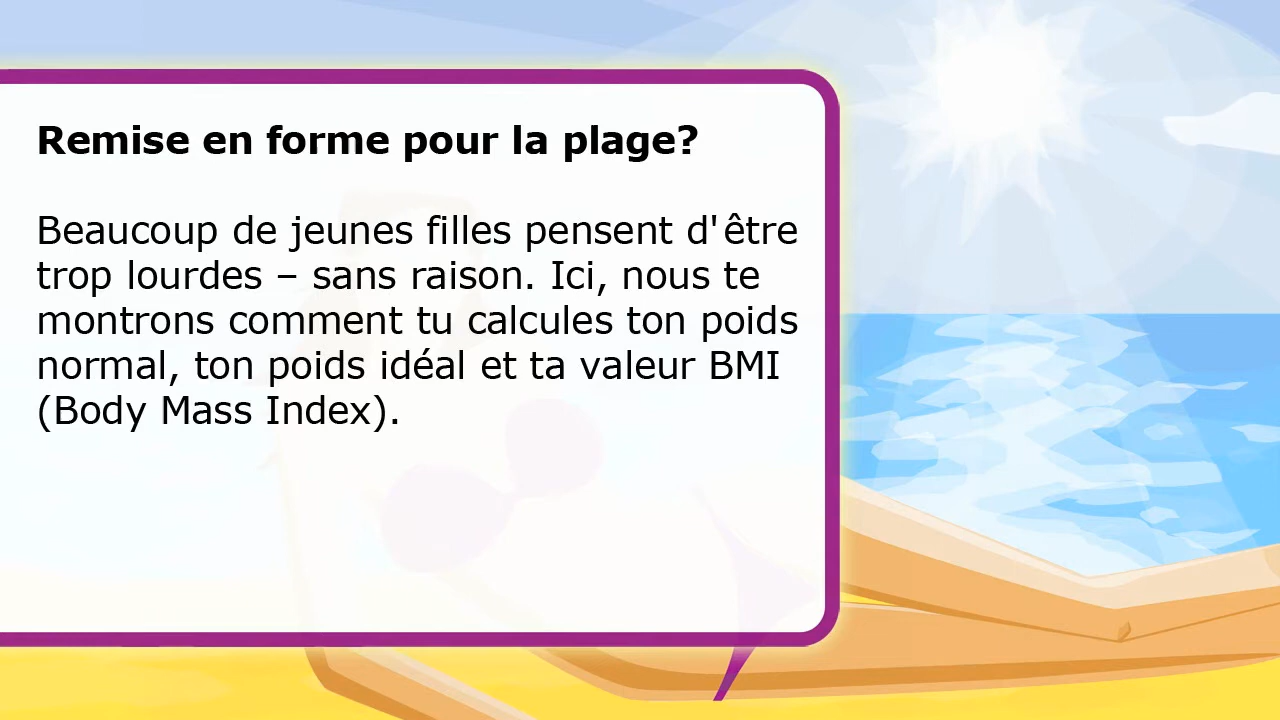 Remise en forme pour la plage?
Beaucoup de jeunes filles pensent d'être
trop lourdes – sans raison. Ici, nous te
montrons comment tu calcules ton poids
normal, ton poids idéal et ta valeur BMI
(Body Mass Index).